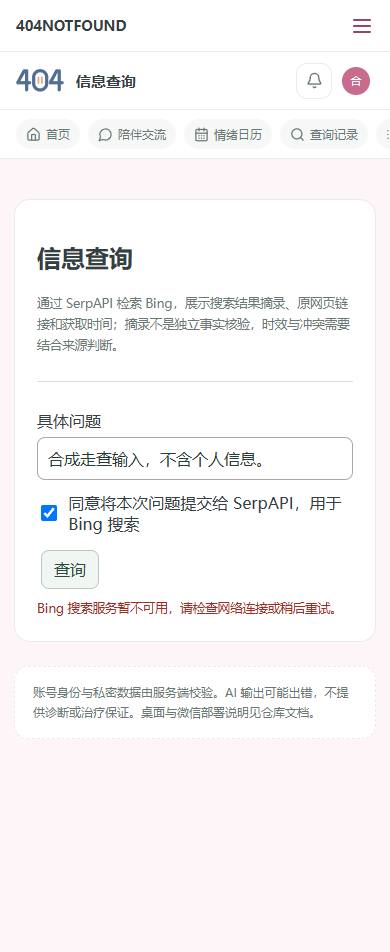 404NOTFOUND
404 信息查询
合
首页 陪伴交流 情绪日历 查询记录
信息查询
通过 SerpAPI 检索 Bing，展示搜索结果摘录、原网页链
接和获取时间；摘录不是独立事实核验，时效与冲突需要
结合来源判断。
具体问题
合成走查输入，不含个人信息。
同意将本次问题提交给 SerpAPI，用于
Bing 搜索
查询
Bing 搜索服务暂不可用，请检查网络连接或稍后重试。
账号身份与私密数据由服务端校验。AI 输出可能出错，不提
供诊断或治疗保证。桌面与微信部署说明见仓库文档。